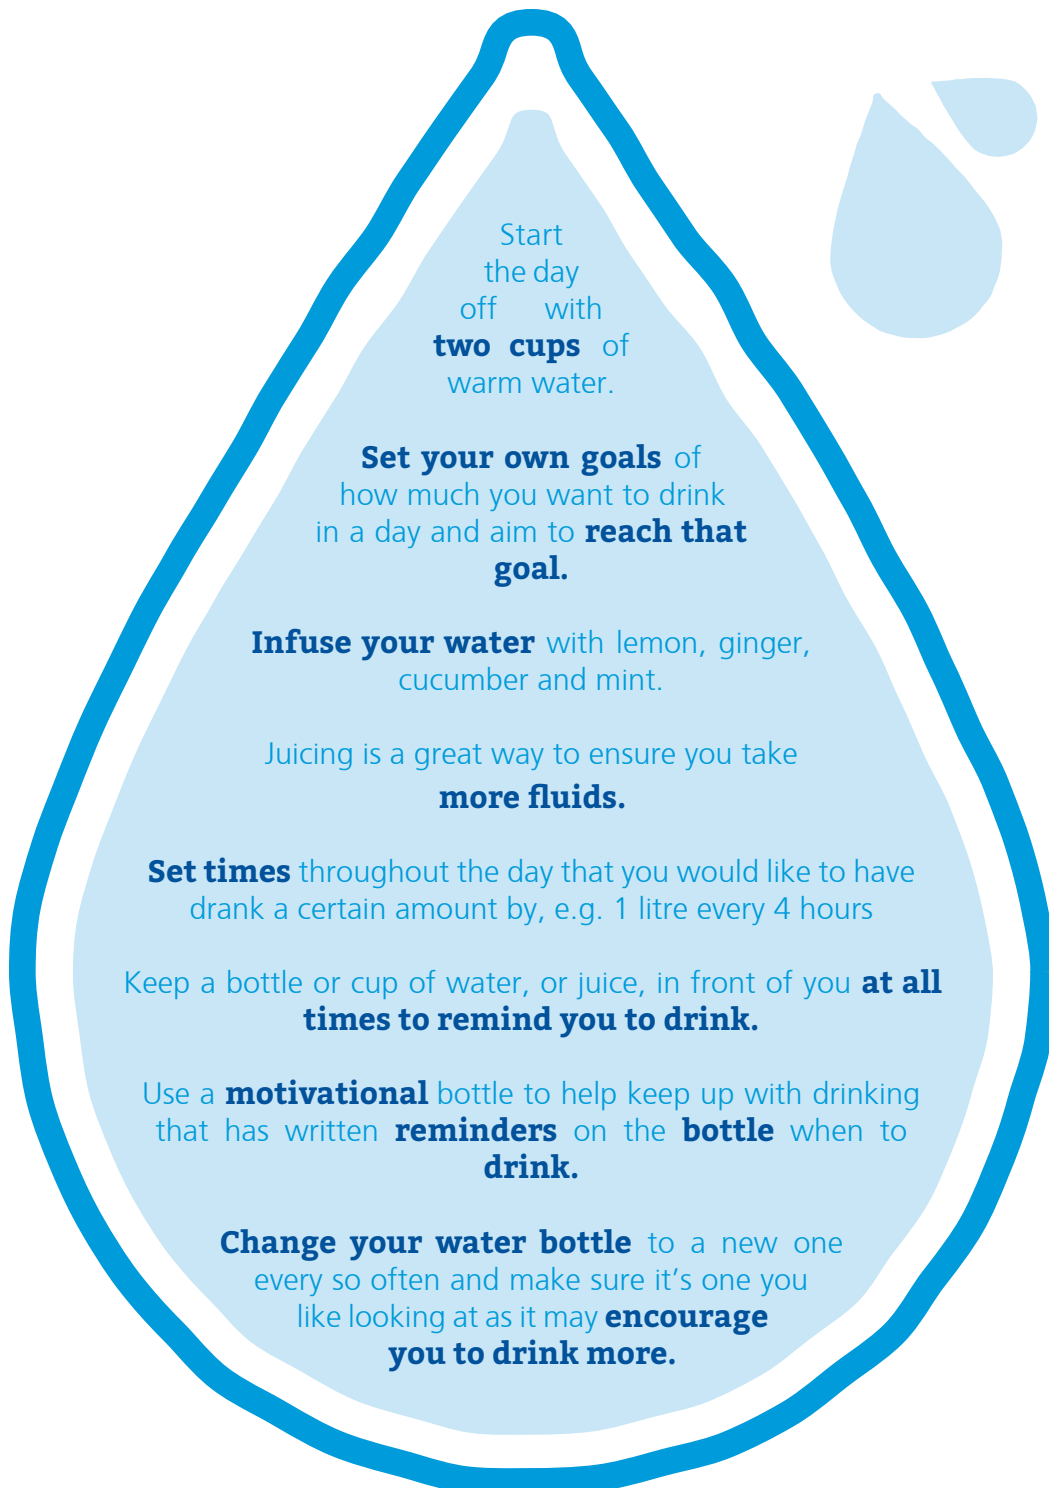 Start
the day
off with
two cups of
warm water.
Set your own goals of
how much you want to drink
in a day and aim to reach that
goal.
Infuse your water with lemon, ginger,
cucumber and mint.
Juicing is a great way to ensure you take
more fluids.
Set times throughout the day that you would like to have
drank a certain amount by, e.g. 1 litre every 4 hours
Keep a bottle or cup of water, or juice, in front of you at all
times to remind you to drink.
Use a motivational bottle to help keep up with drinking
that has written reminders on the bottle when to
drink.
Change your water bottle to a new one
every so often and make sure it's one you
like looking at as it may encourage
you to drink more.